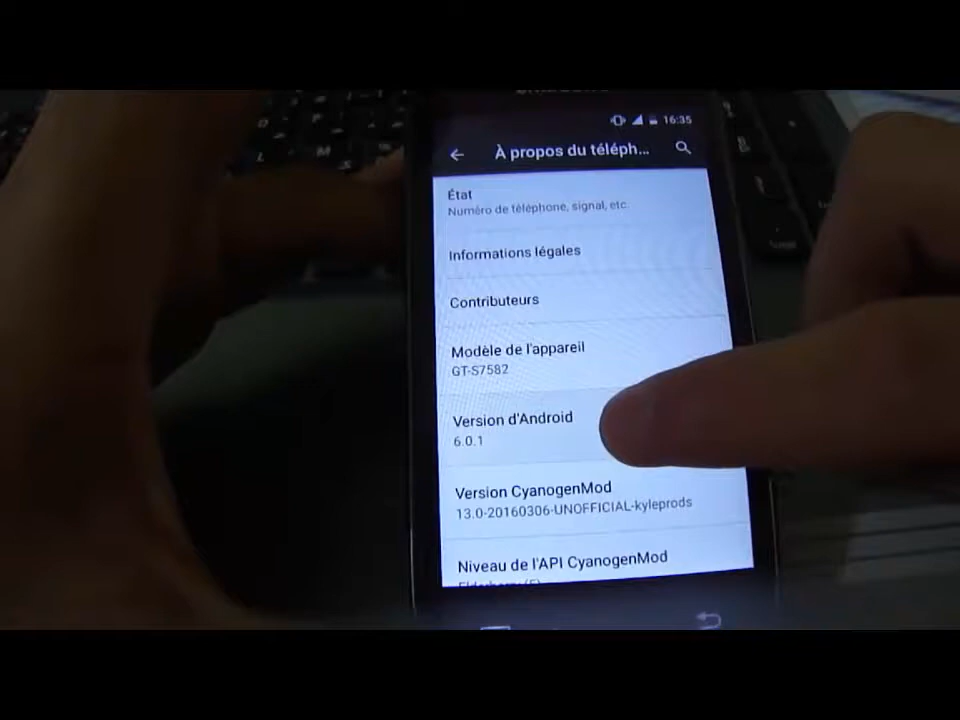 16:35
À propos du téléph...
État
Numéro de téléphone, signal, etc.
Informations légales
Contributeurs
Modèle de l'appareil
GT-S7582
Version d'Android
6.0.1
Version CyanogenMod
13.0-20160306-UNOFFICIAL-kyleprods
Niveau de l'API CyanogenMod